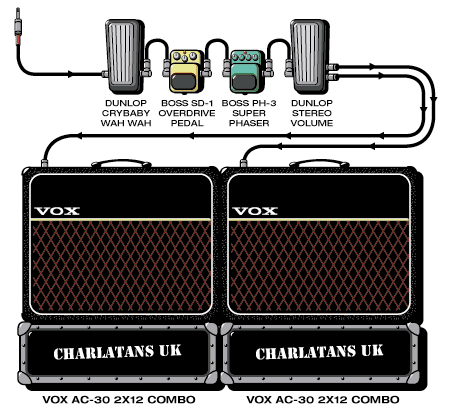 DUNLOP
CRYBABY
WAH WAH
BOSS SD-1
OVERDRIVE
PEDAL
BOSS PH-3
SUPER
PHASER
DUNLOP
STEREO
VOLUME
VOX
VOX
CHARLATANS UK
CHARLATANS UK
VOX AC-30 2X12 COMBO
VOX AC-30 2X12 COMBO